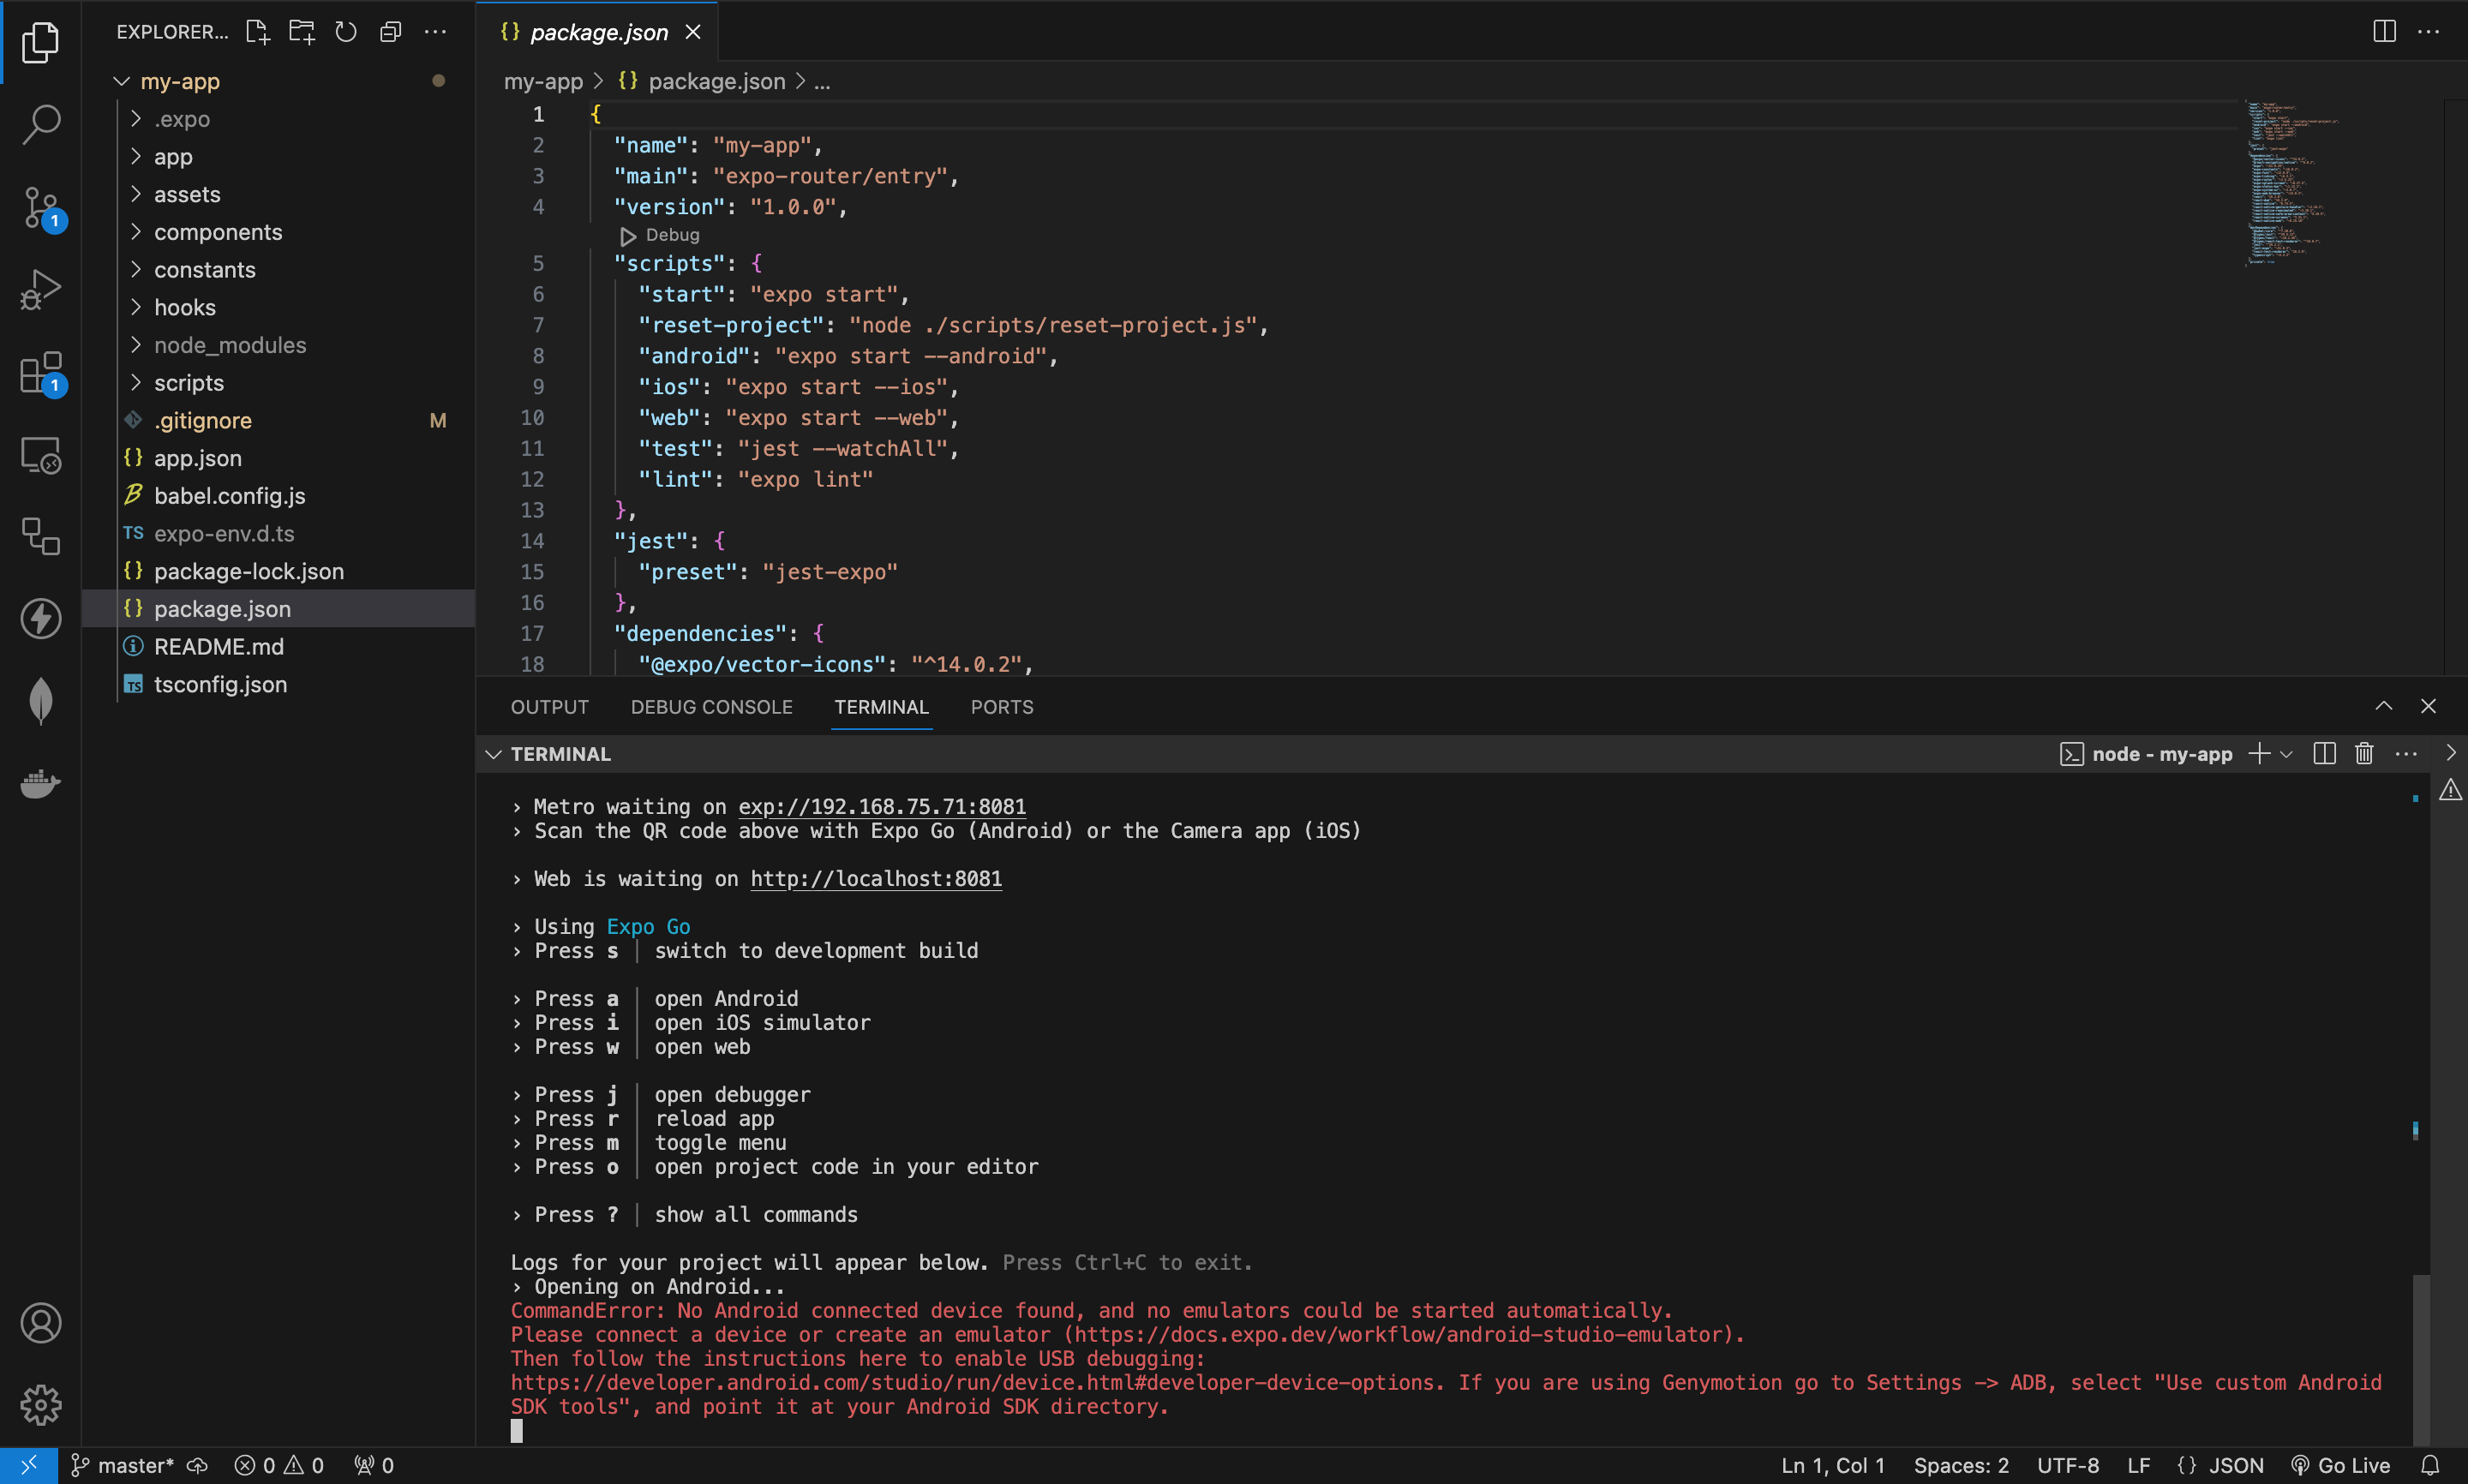 EXPLORER...
my-app
.expo
app
assets
components
constants
hooks
node_modules
scripts
.gitignore M
app.json
babel.config.js
expo-env.d.ts
package-lock.json
package.json
README.md
tsconfig.json
1
1
package.json
my-app > {} package.json > ...
1 {
2 "name": "my-app",
3 "main": "expo-router/entry",
4 "version": "1.0.0",
Debug
5 "scripts": {
6 "start": "expo start",
7 "reset-project": "node ./scripts/reset-project.js",
8 "android": "expo start --android",
9 "ios": "expo start --ios",
10 "web": "expo start --web",
11 "test": "jest --watchAll",
12 "lint": "expo lint"
13 },
14 "jest": {
15 "preset": "jest-expo"
16 },
17 "dependencies": {
18 "@expo/vector-icons": "^14.0.2",
OUTPUT DEBUG CONSOLE TERMINAL PORTS
TERMINAL
node - my-app
› Metro waiting on exp://192.168.75.71:8081
› Scan the QR code above with Expo Go (Android) or the Camera app (iOS)
› Web is waiting on http://localhost:8081
› Using Expo Go
› Press s │ switch to development build
› Press a │ open Android
› Press i │ open iOS simulator
› Press w │ open web
› Press j │ open debugger
› Press r │ reload app
› Press m │ toggle menu
› Press o │ open project code in your editor
› Press ? │ show all commands
Logs for your project will appear below. Press Ctrl+C to exit.
› Opening on Android...
CommandError: No Android connected device found, and no emulators could be started automatically.
Please connect a device or create an emulator (https://docs.expo.dev/workflow/android-studio-emulator).
Then follow the instructions here to enable USB debugging:
https://developer.android.com/studio/run/device.html#developer-device-options. If you are using Genymotion go to Settings -> ADB, select "Use custom Android
SDK tools", and point it at your Android SDK directory.
master* 0 0 0 Ln 1, Col 1 Spaces: 2 UTF-8 LF {} JSON Go Live